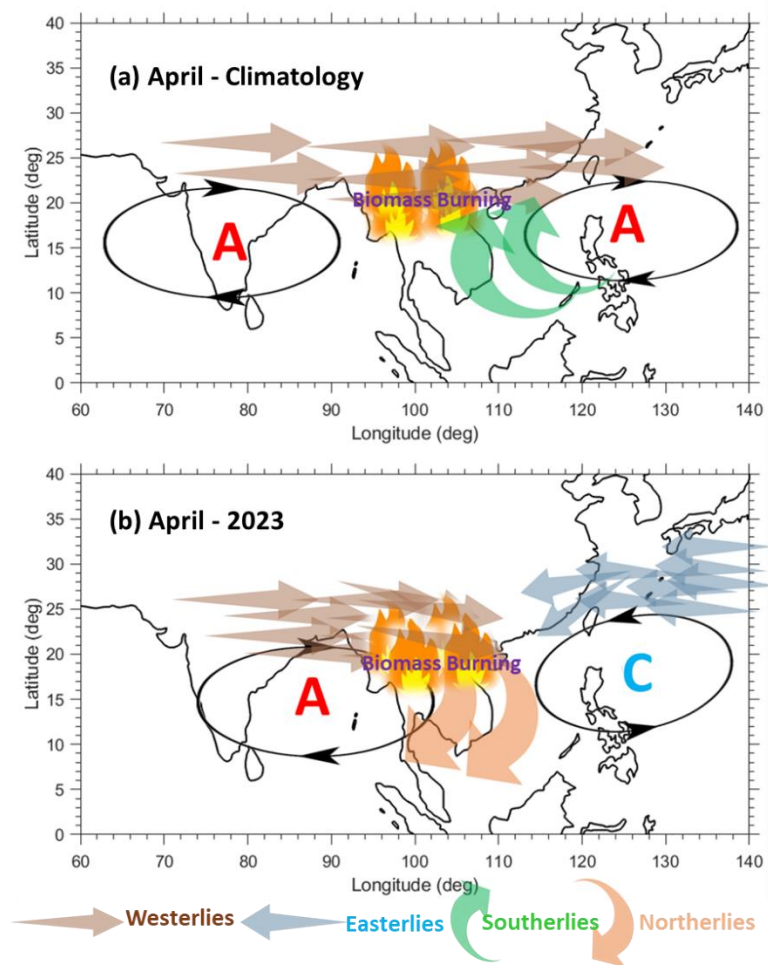 40
(a) April - Climatology
35
30
25
20
15
10
5
0
Latitude (deg)
Biomass Burning
A
A
60 70 80 90 100 110 120 130 140
Longitude (deg)
40
(b) April - 2023
35
30
25
20
15
10
5
0
Latitude (deg)
Biomass Burning
A
C
60 70 80 90 100 110 120 130 140
Longitude (deg)
Westerlies Easterlies Southerlies Northerlies